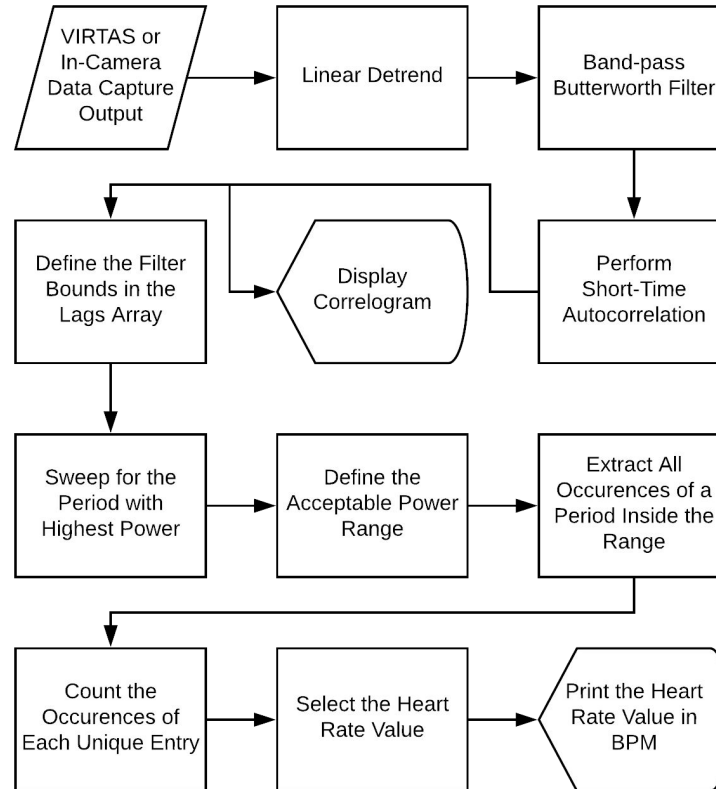 VIRTAS or
In-Camera
Data Capture
Output
Linear Detrend
Band-pass
Butterworth Filter
Define the Filter
Bounds in the
Lags Array
Display
Correlogram
Perform
Short-Time
Autocorrelation
Sweep for the
Period with
Highest Power
Define the
Acceptable Power
Range
Extract All
Occurences of a
Period Inside the
Range
Count the
Occurences of
Each Unique Entry
Select the Heart
Rate Value
Print the Heart
Rate Value in
BPM